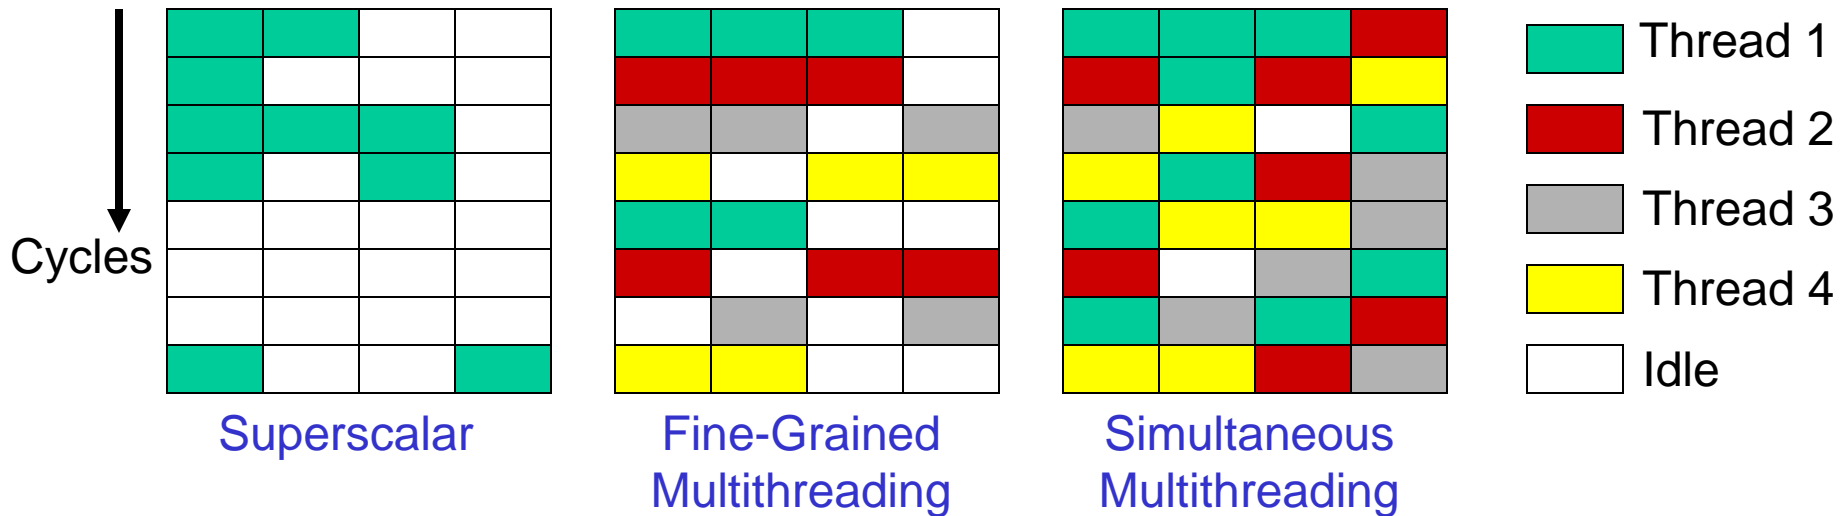 Cycles
Superscalar
Fine-Grained
Multithreading
Simultaneous
Multithreading
Thread 1
Thread 2
Thread 3
Thread 4
Idle